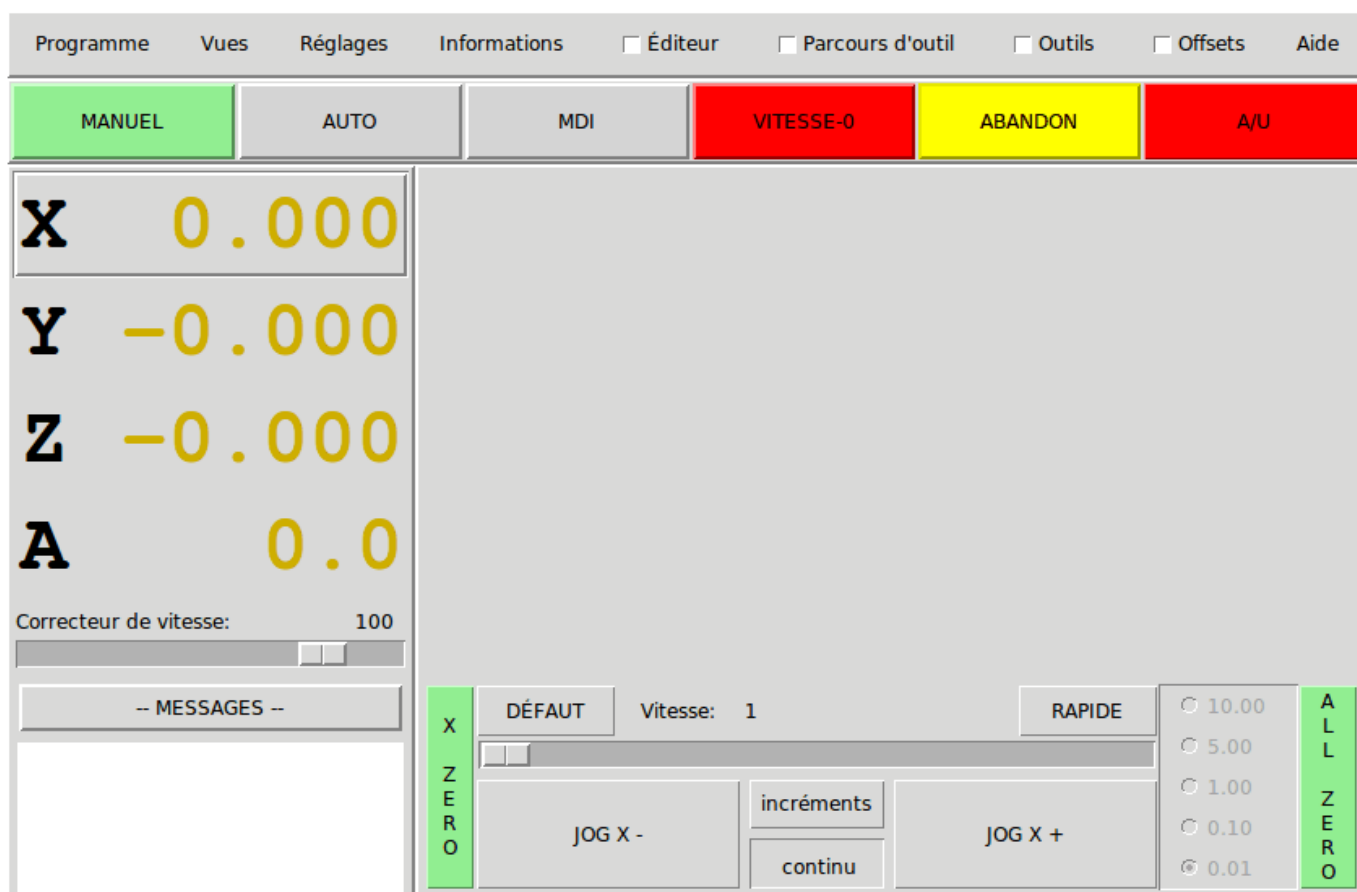 Programme Vues Réglages Informations Éditeur Parcours d'outil Outils Offsets Aide
MANUEL AUTO MDI VITESSE-0 ABANDON A/U
X 0.000
Y -0.000
Z -0.000
A 0.0
Correcteur de vitesse: 100
-- MESSAGES --
X ZERO
DÉFAUT Vitesse: 1 RAPIDE
JOG X -
incréments
continu
JOG X +
10.00
5.00
1.00
0.10
0.01
ALL ZERO